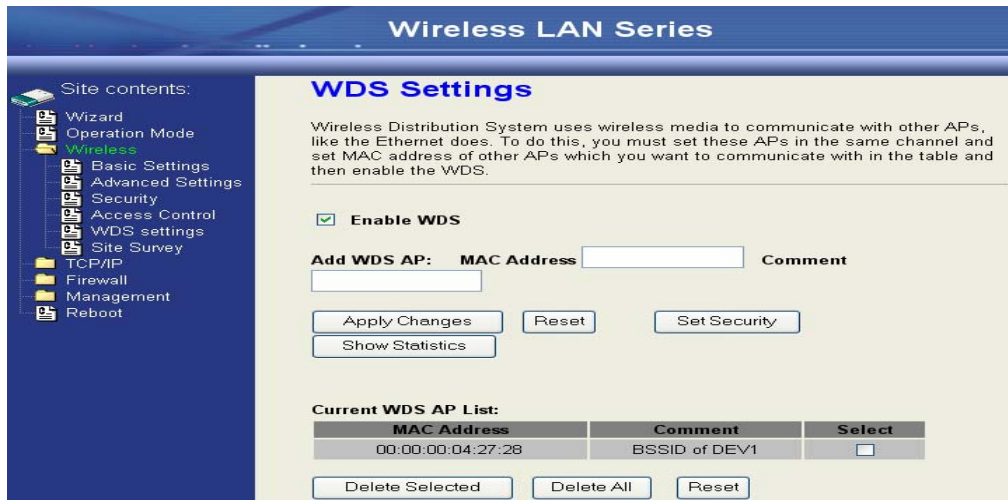 Wireless LAN Series
Site contents:
Wizard
Operation Mode
Wireless
Basic Settings
Advanced Settings
Security
Access Control
WDS settings
Site Survey
TCP/IP
Firewall
Management
Reboot
WDS Settings
Wireless Distribution System uses wireless media to communicate with other APs,
like the Ethernet does. To do this, you must set these APs in the same channel and
set MAC address of other APs which you want to communicate with in the table and
then enable the WDS.
Enable WDS
Add WDS AP: MAC Address Comment
Apply Changes Reset Set Security
Show Statistics
Current WDS AP List:
MAC Address Comment Select
00:00:00:04:27:28 BSSID of DEV1
Delete Selected Delete All Reset